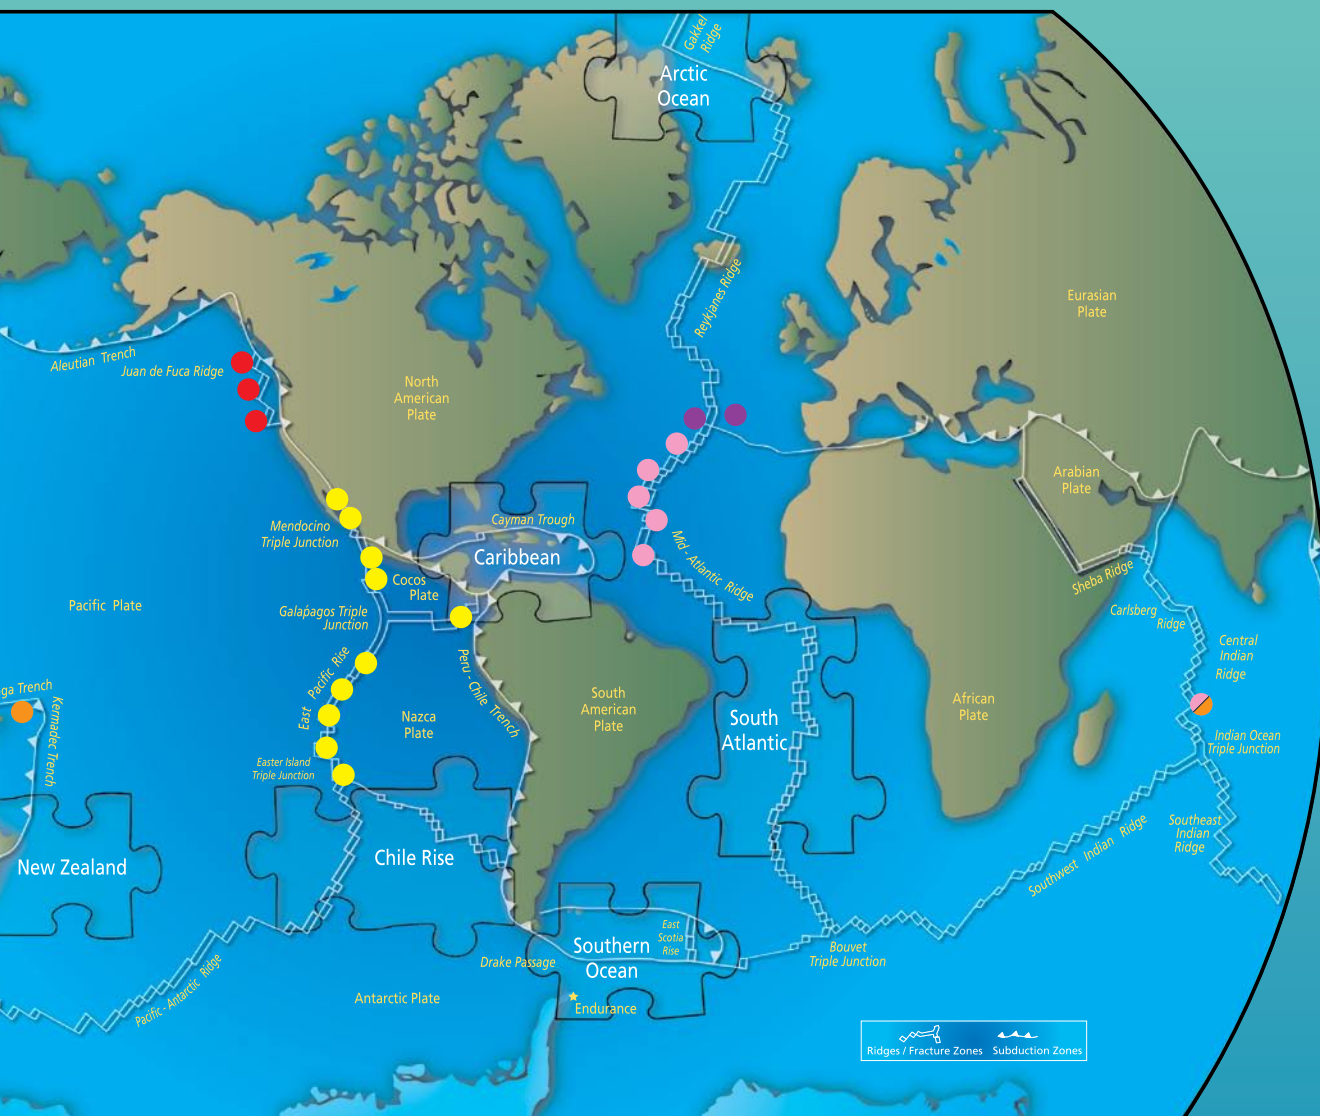 Gakkel
Ridge
Arctic
Ocean
Reykjanes Ridge
Eurasian
Plate
Aleutian Trench
Juan de Fuca Ridge
North
American
Plate
Arabian
Plate
Mendocino
Triple Junction
Cayman Trough
Caribbean
Mid - Atlantic Ridge
Sheba Ridge
Cocos
Plate
Pacific Plate
Galápagos Triple
Junction
Carlsberg
Ridge
Central
Indian
Ridge
East Pacific Rise
Peru - Chile Trench
South
American
Plate
African
Plate
ga Trench
Kermadec Trench
Nazca
Plate
South
Atlantic
Indian Ocean
Triple Junction
Easter Island
Triple Junction
Southeast
Indian
Ridge
Southwest Indian Ridge
New Zealand
Chile Rise
East
Scotia
Rise
Southern
Ocean
Drake Passage
Bouvet
Triple Junction
Pacific - Antarctic Ridge
Antarctic Plate
Endurance
Ridges / Fracture Zones Subduction Zones